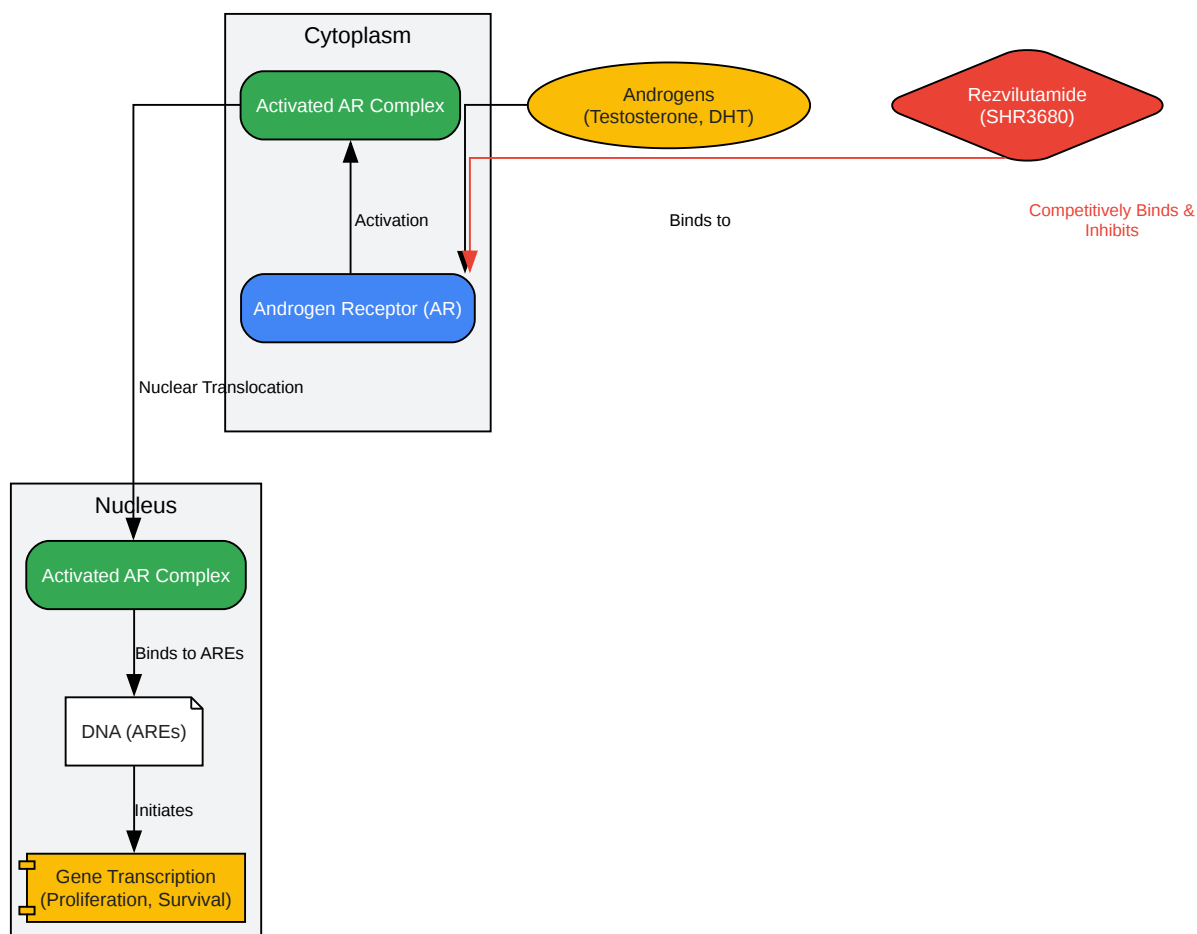 Cytoplasm
Activated AR Complex
Androgens
(Testosterone, DHT)
Rezvilutamide
(SHR3680)
Activation
Binds to
Competitively Binds &
Inhibits
Androgen Receptor (AR)
Nuclear Translocation
Nucleus
Activated AR Complex
Binds to AREs
DNA (AREs)
Initiates
Gene Transcription
(Proliferation, Survival)